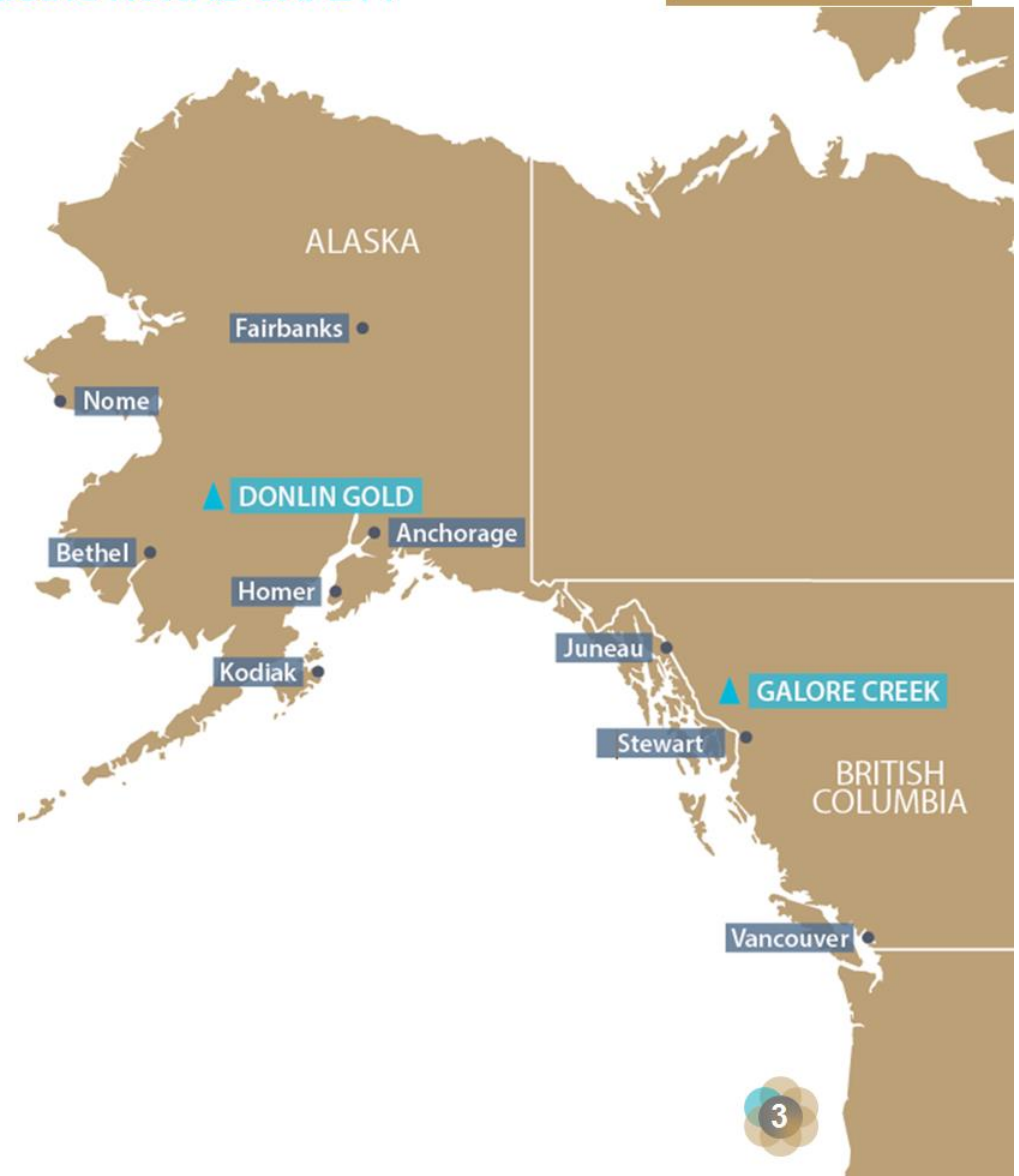 ALASKA
Fairbanks
Nome
DONLIN GOLD
Anchorage
Bethel
Homer
Juneau
Kodiak
GALORE CREEK
Stewart
BRITISH
COLUMBIA
Vancouver
3